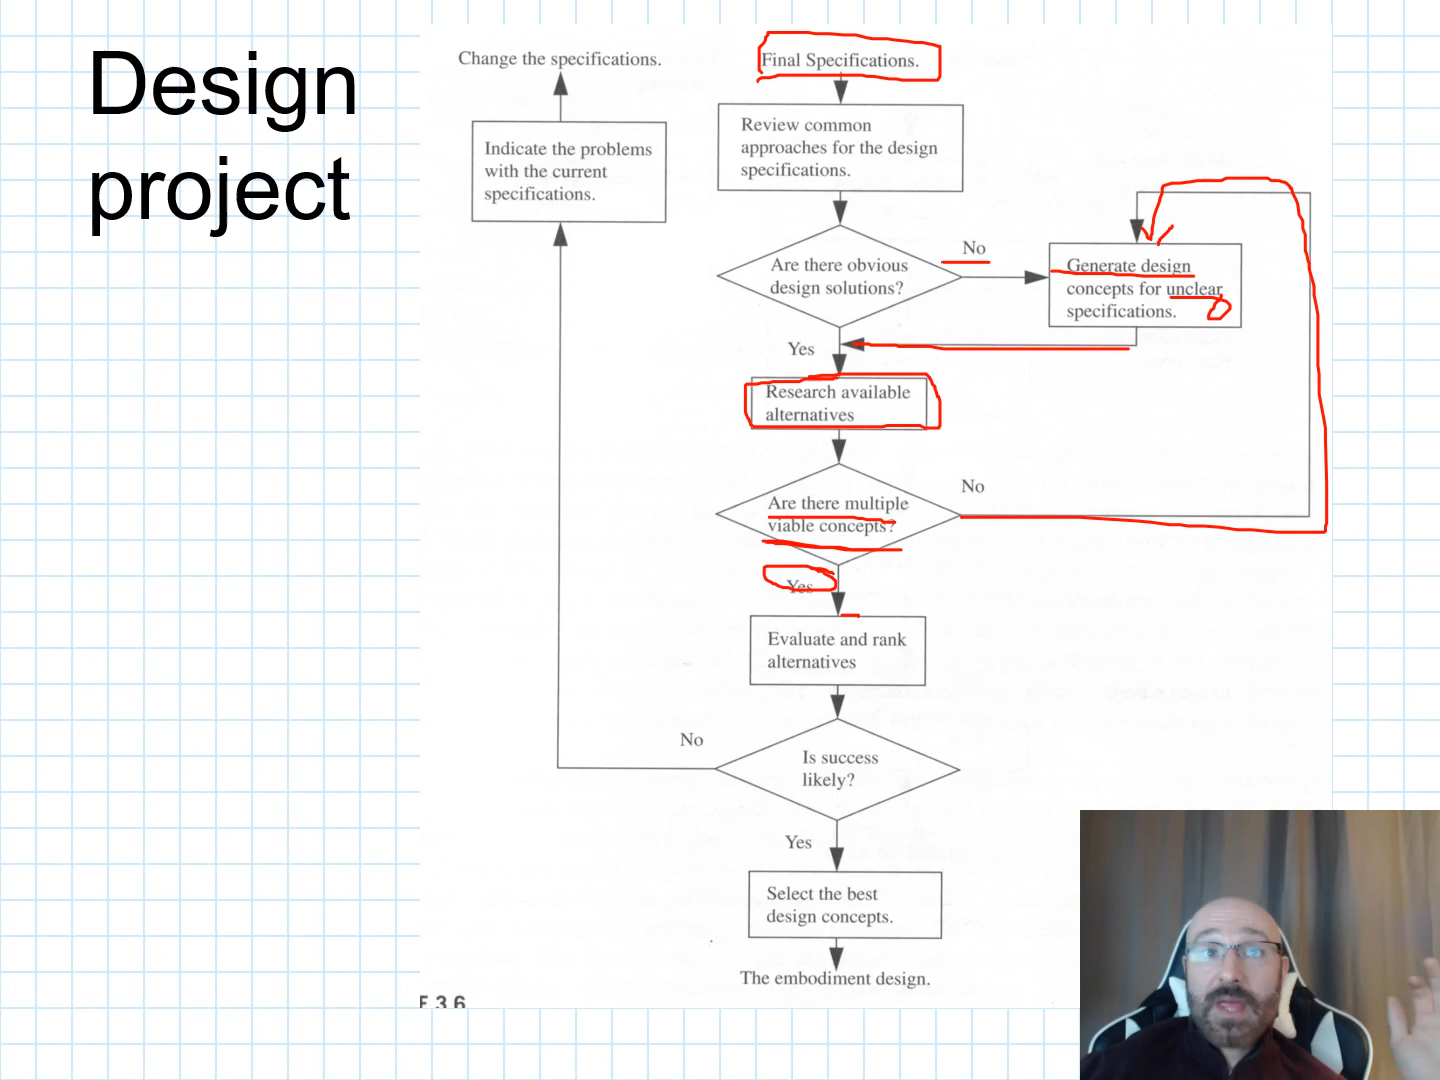 Design
project
Change the specifications.
Final Specifications.
Indicate the problems
with the current
specifications.
Review common
approaches for the design
specifications.
Are there obvious
design solutions?
No
Generate design
concepts for unclear
specifications.
Yes
Research available
alternatives
Are there multiple
viable concepts?
No
Yes
Evaluate and rank
alternatives
Is success
likely?
No
Yes
Select the best
design concepts.
The embodiment design.